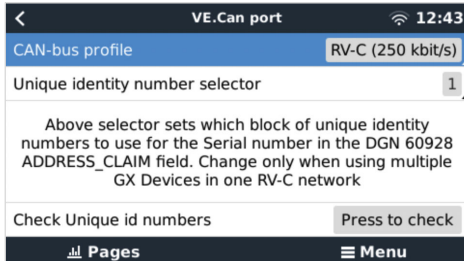 VE.Can port 12:43
CAN-bus profile RV-C (250 kbit/s)
Unique identity number selector 1
Above selector sets which block of unique identity
numbers to use for the Serial number in the DGN 60928
ADDRESS_CLAIM field. Change only when using multiple
GX Devices in one RV-C network
Check Unique id numbers Press to check
Pages Menu